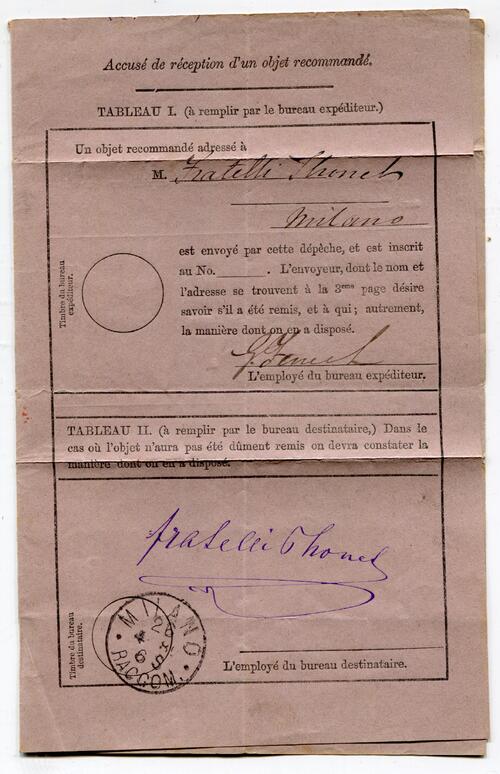 Accusé de réception d'un objet recommandé.
TABLEAU I. (à remplir par le bureau expéditeur.)
Un objet recommandé adressé à
M. Fratelli Thonet
Milano
est envoyé par cette dépêche, et est inscrit
au No. . L'envoyeur, dont le nom et
l'adresse se trouvent à la 3eme page désire
savoir s'il a été remis, et à qui; autrement,
la manière dont on en a disposé.
L'employé du bureau expéditeur.
Timbre du bureau
expéditeur.
TABLEAU II. (à remplir par le bureau destinataire,) Dans le
cas où l'objet n'aura pas été dûment remis on devra constater la
manière dont on en a disposé.
fratelli Thonet
MILANO
RACCOM.
Timbre du bureau
destinataire.
L'employé du bureau destinataire.